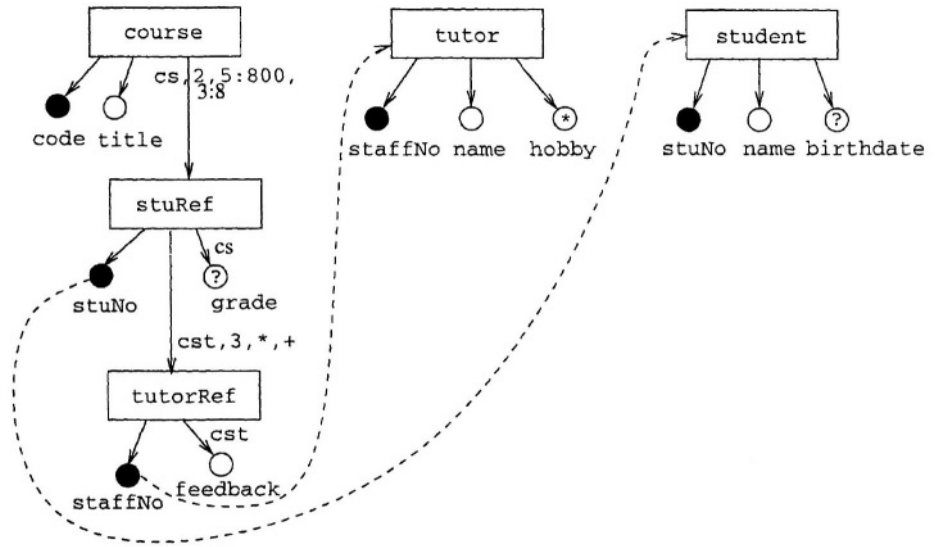 course
tutor
student
cs,2,5:800,
3:8
code title
staffNo name hobby
*
stuNo name birthdate
?
stuRef
cs
?
stuNo
grade
cst,3,*,+
tutorRef
cst
staffNo
feedback